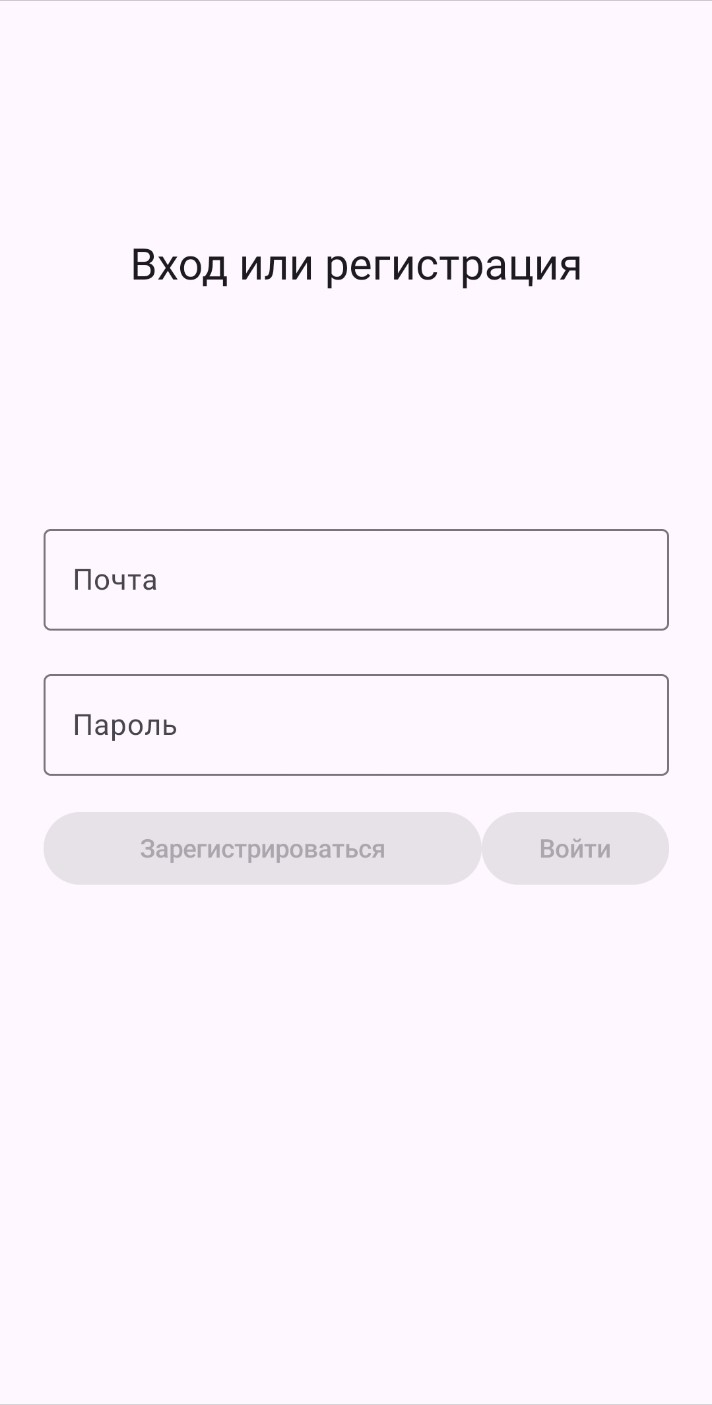 Вход или регистрация
Почта
Пароль
Зарегистрироваться Войти